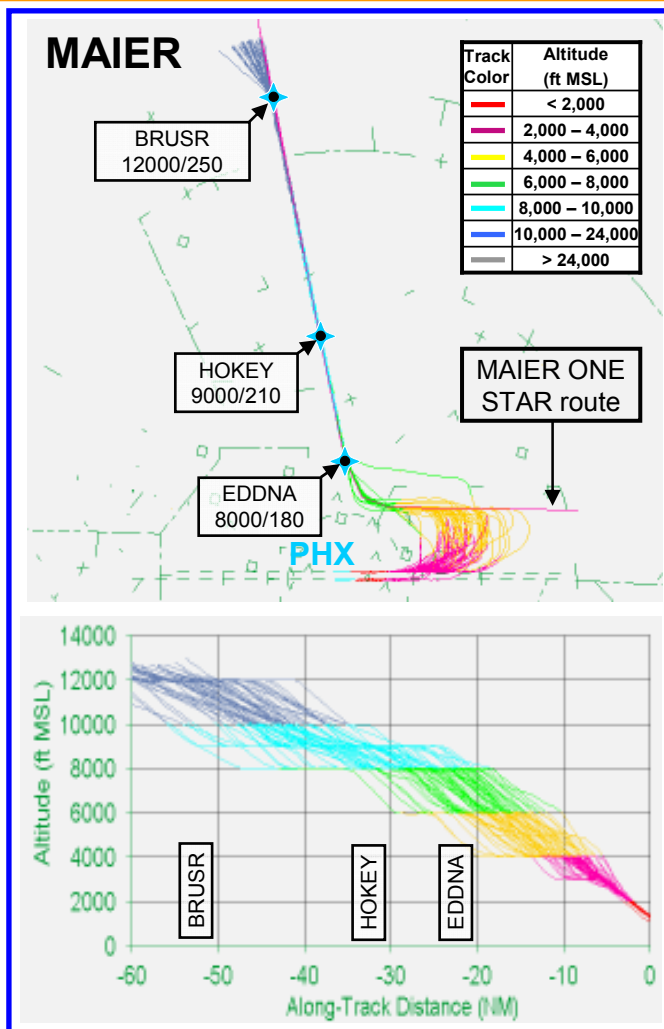 MAIER
Track Color
Altitude (ft MSL)
< 2,000
2,000 – 4,000
4,000 – 6,000
6,000 – 8,000
8,000 – 10,000
10,000 – 24,000
> 24,000
BRUSR
12000/250
HOKEY
9000/210
MAIER ONE
STAR route
EDDNA
8000/180
PHX
14000
12000
10000
8000
6000
4000
2000
0
Altitude (ft MSL)
BRUSR
HOKEY
EDDNA
-60
-50
-40
-30
-20
-10
0
Along-Track Distance (NM)